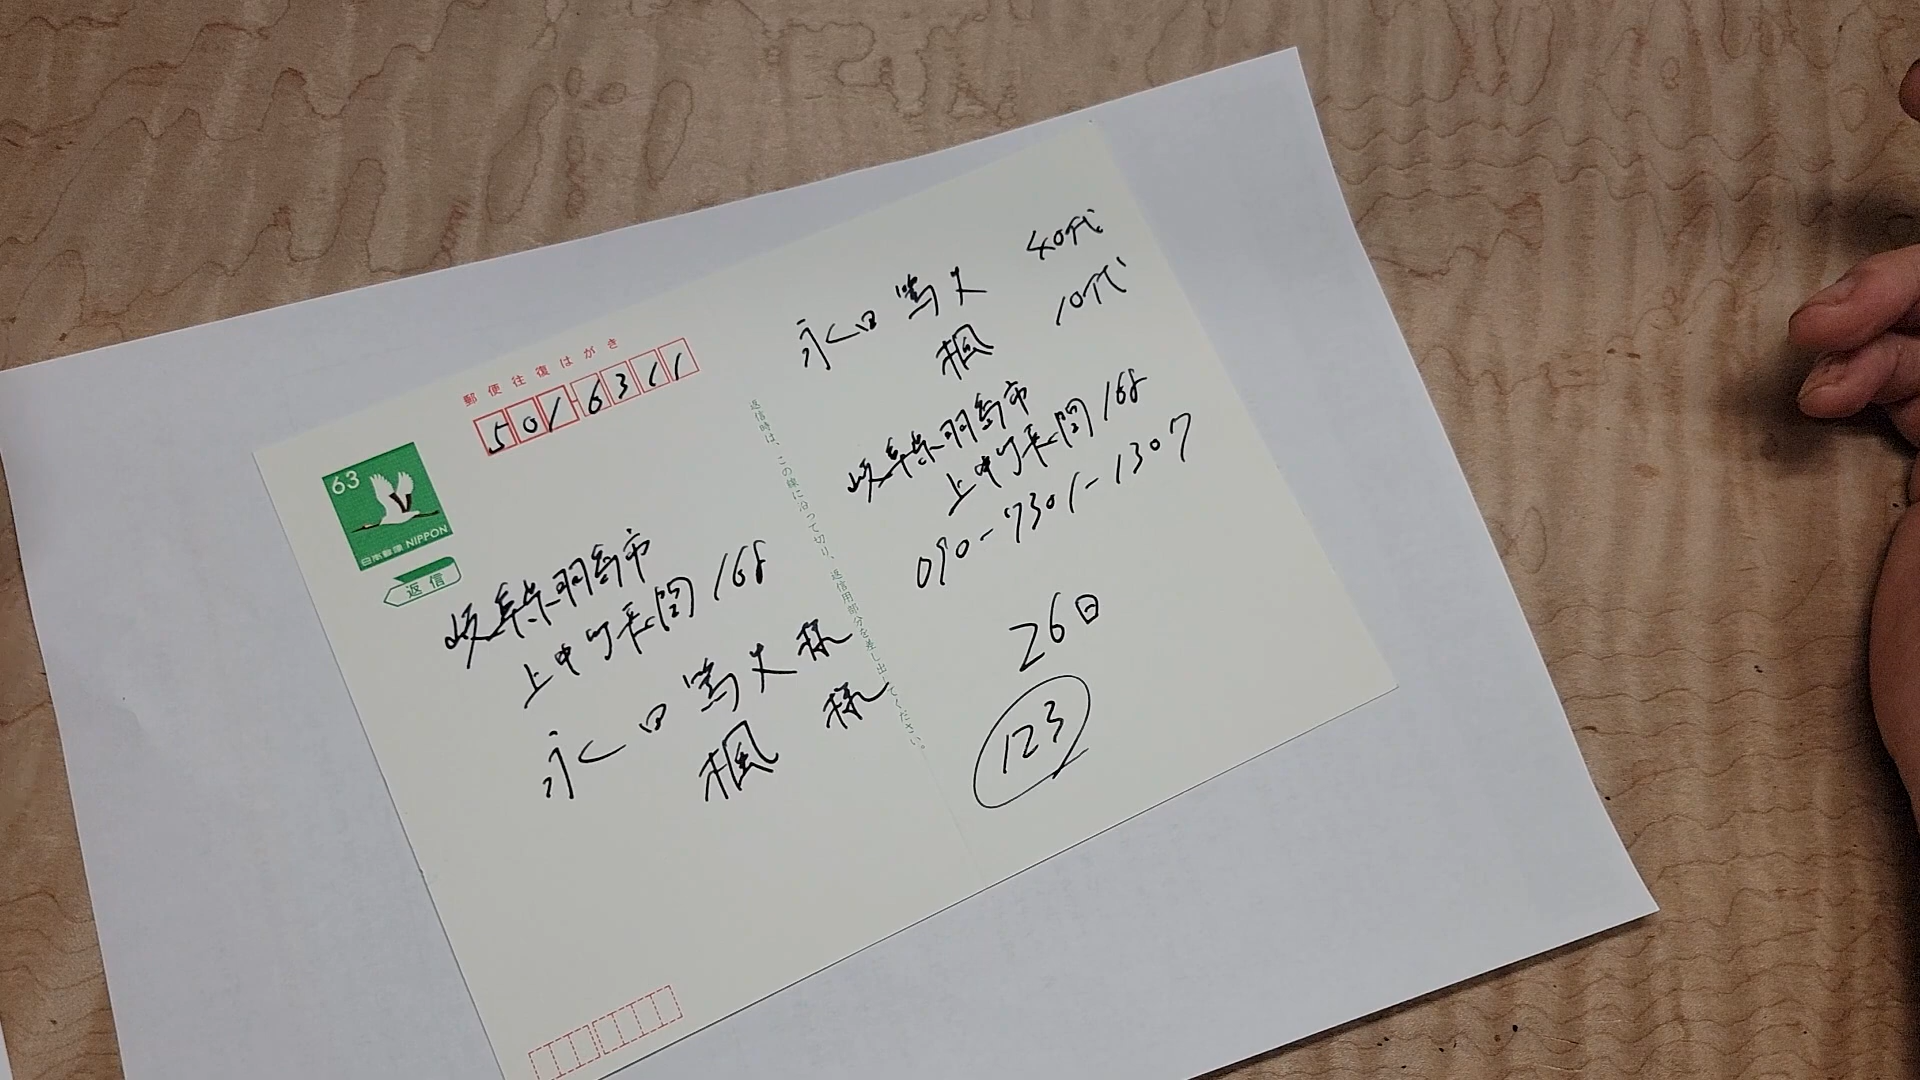 郵便往復はがき
501-6311
63
日本郵便 NIPPON
返信
岐阜県羽島市
上中町長間168
永田 篤史 様
楓 様
返信時は、この線に沿って切り、返信用部分を差し出してください。
永田 篤史 40代
楓 10代
岐阜県羽島市
上中町長間168
090-7301-1307
26日
123